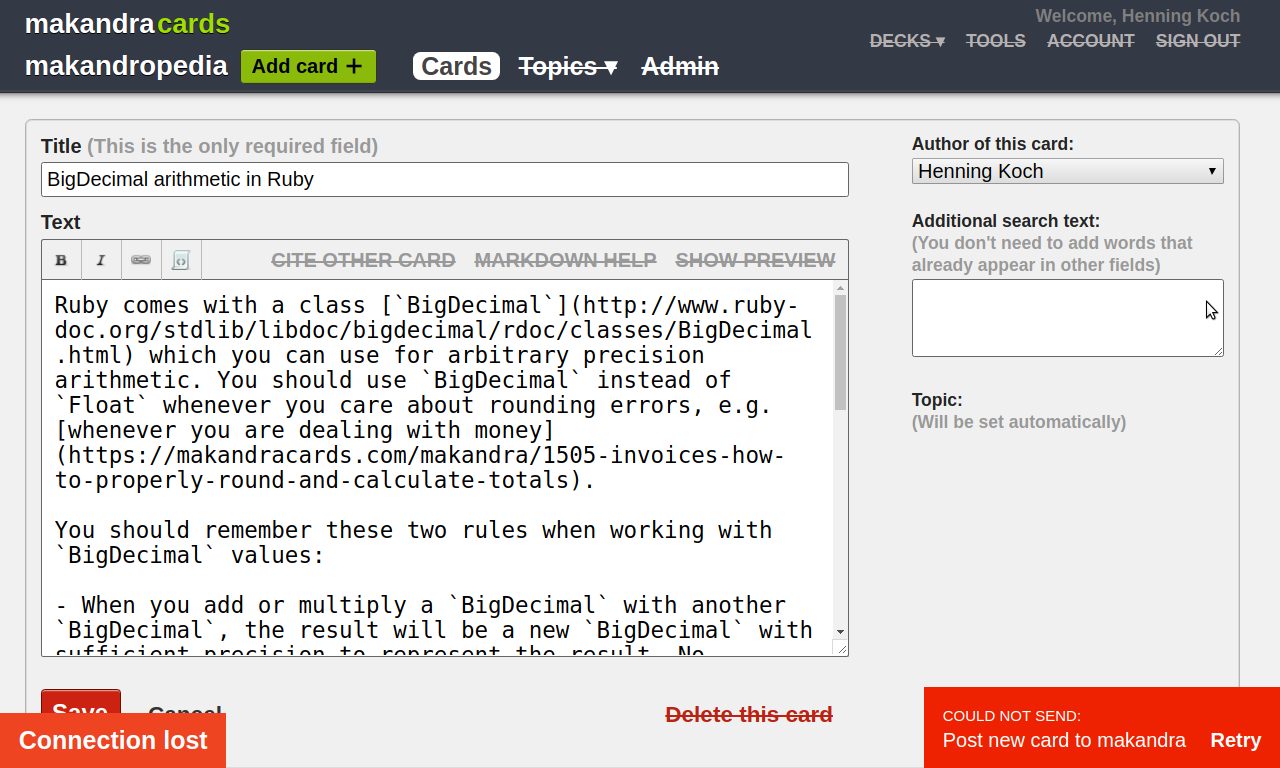 makandracards
Welcome, Henning Koch
DECKS ▾ TOOLS ACCOUNT SIGN OUT
makandropedia Add card + Cards Topics ▾ Admin
Title (This is the only required field)
BigDecimal arithmetic in Ruby
Text
B I CITE OTHER CARD MARKDOWN HELP SHOW PREVIEW
Ruby comes with a class [`BigDecimal`](http://www.ruby-
doc.org/stdlib/libdoc/bigdecimal/rdoc/classes/BigDecimal
.html) which you can use for arbitrary precision
arithmetic. You should use `BigDecimal` instead of
`Float` whenever you care about rounding errors, e.g.
[whenever you are dealing with money]
(https://makandracards.com/makandra/1505-invoices-how-
to-properly-round-and-calculate-totals).
You should remember these two rules when working with
`BigDecimal` values:
- When you add or multiply a `BigDecimal` with another
`BigDecimal`, the result will be a new `BigDecimal` with
sufficient precision to represent the result. No
Author of this card:
Henning Koch
Additional search text:
(You don't need to add words that
already appear in other fields)
Topic:
(Will be set automatically)
Save Cancel Delete this card
Connection lost
COULD NOT SEND:
Post new card to makandra Retry